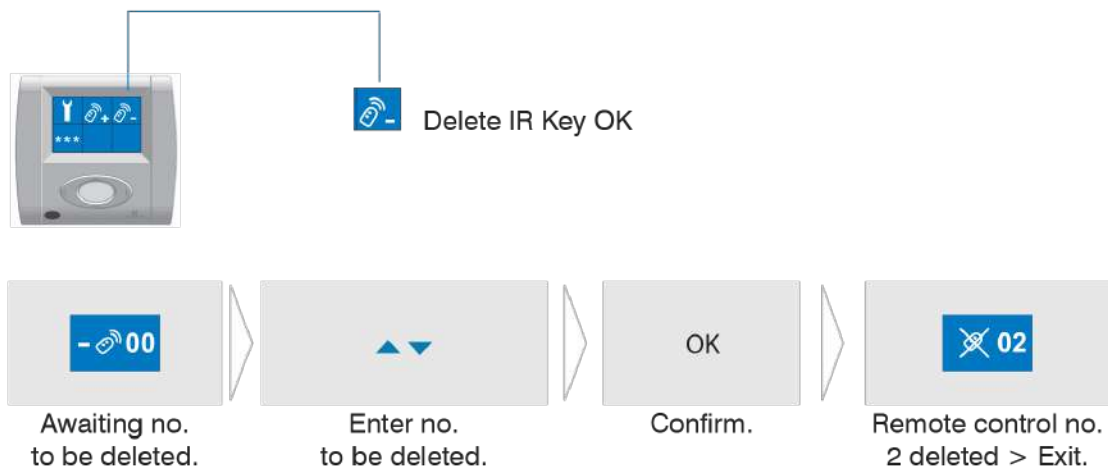 ***
Delete IR Key OK
- 00
OK
02
Awaiting no.
to be deleted.
Enter no.
to be deleted.
Confirm.
Remote control no.
2 deleted > Exit.